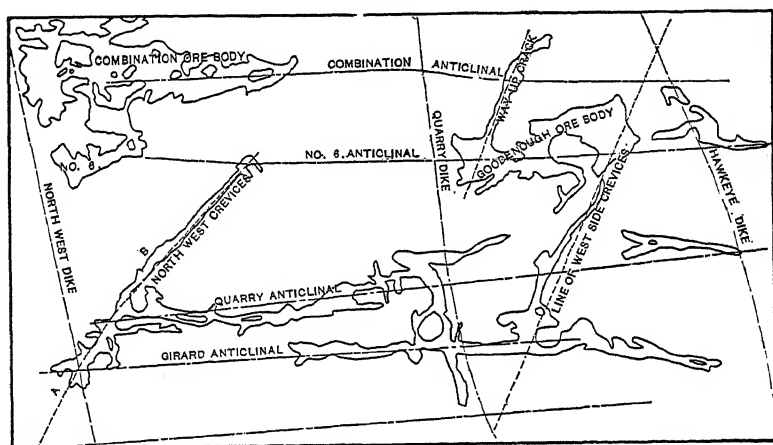 COMBINATION ORE BODY
COMBINATION ANTICLINAL
WAY-UP CRACK
GOODENOUGH ORE BODY
QUARRY DIKE
NO. 6
NO. 6. ANTICLINAL
HAWKEYE DIKE
NORTH WEST DIKE
B
NORTH WEST CREVICES
LINE OF WEST SIDE CREVICES
QUARRY ANTICLINAL
GIRARD ANTICLINAL
A